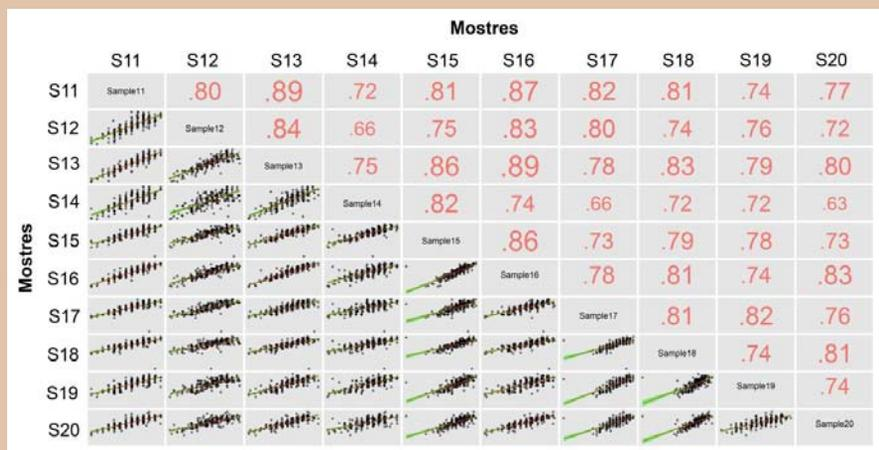 Mostres
S11 S12 S13 S14 S15 S16 S17 S18 S19 S20
S11 Sample11 .80 .89 .72 .81 .87 .82 .81 .74 .77
S12 Sample12 .84 .66 .75 .83 .80 .74 .76 .72
S13 Sample13 .75 .86 .89 .78 .83 .79 .80
S14 Sample14 .82 .74 .66 .72 .72 .63
S15 Sample15 .86 .73 .79 .78 .73
S16 Sample16 .78 .81 .74 .83
S17 Sample17 .81 .82 .76
S18 Sample18 .74 .81
S19 Sample19 .74
S20 Sample20
Mostres